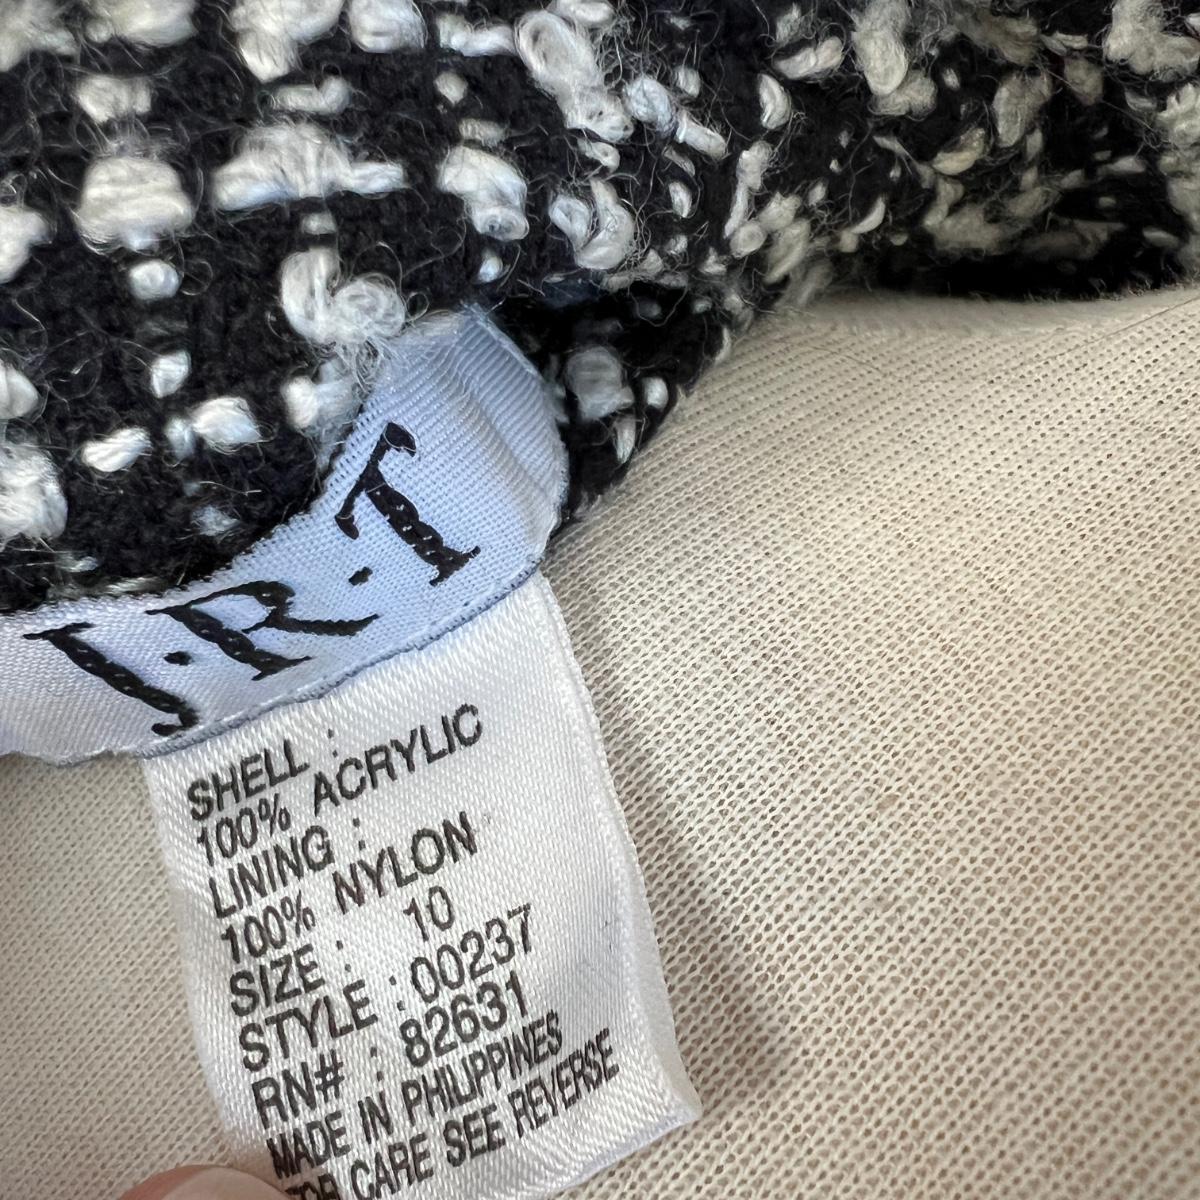 J·R·T
SHELL :
100% ACRYLIC
LINING :
100% NYLON
SIZE : 10
STYLE : 00237
RN# : 82631
MADE IN PHILIPPINES
FOR CARE SEE REVERSE